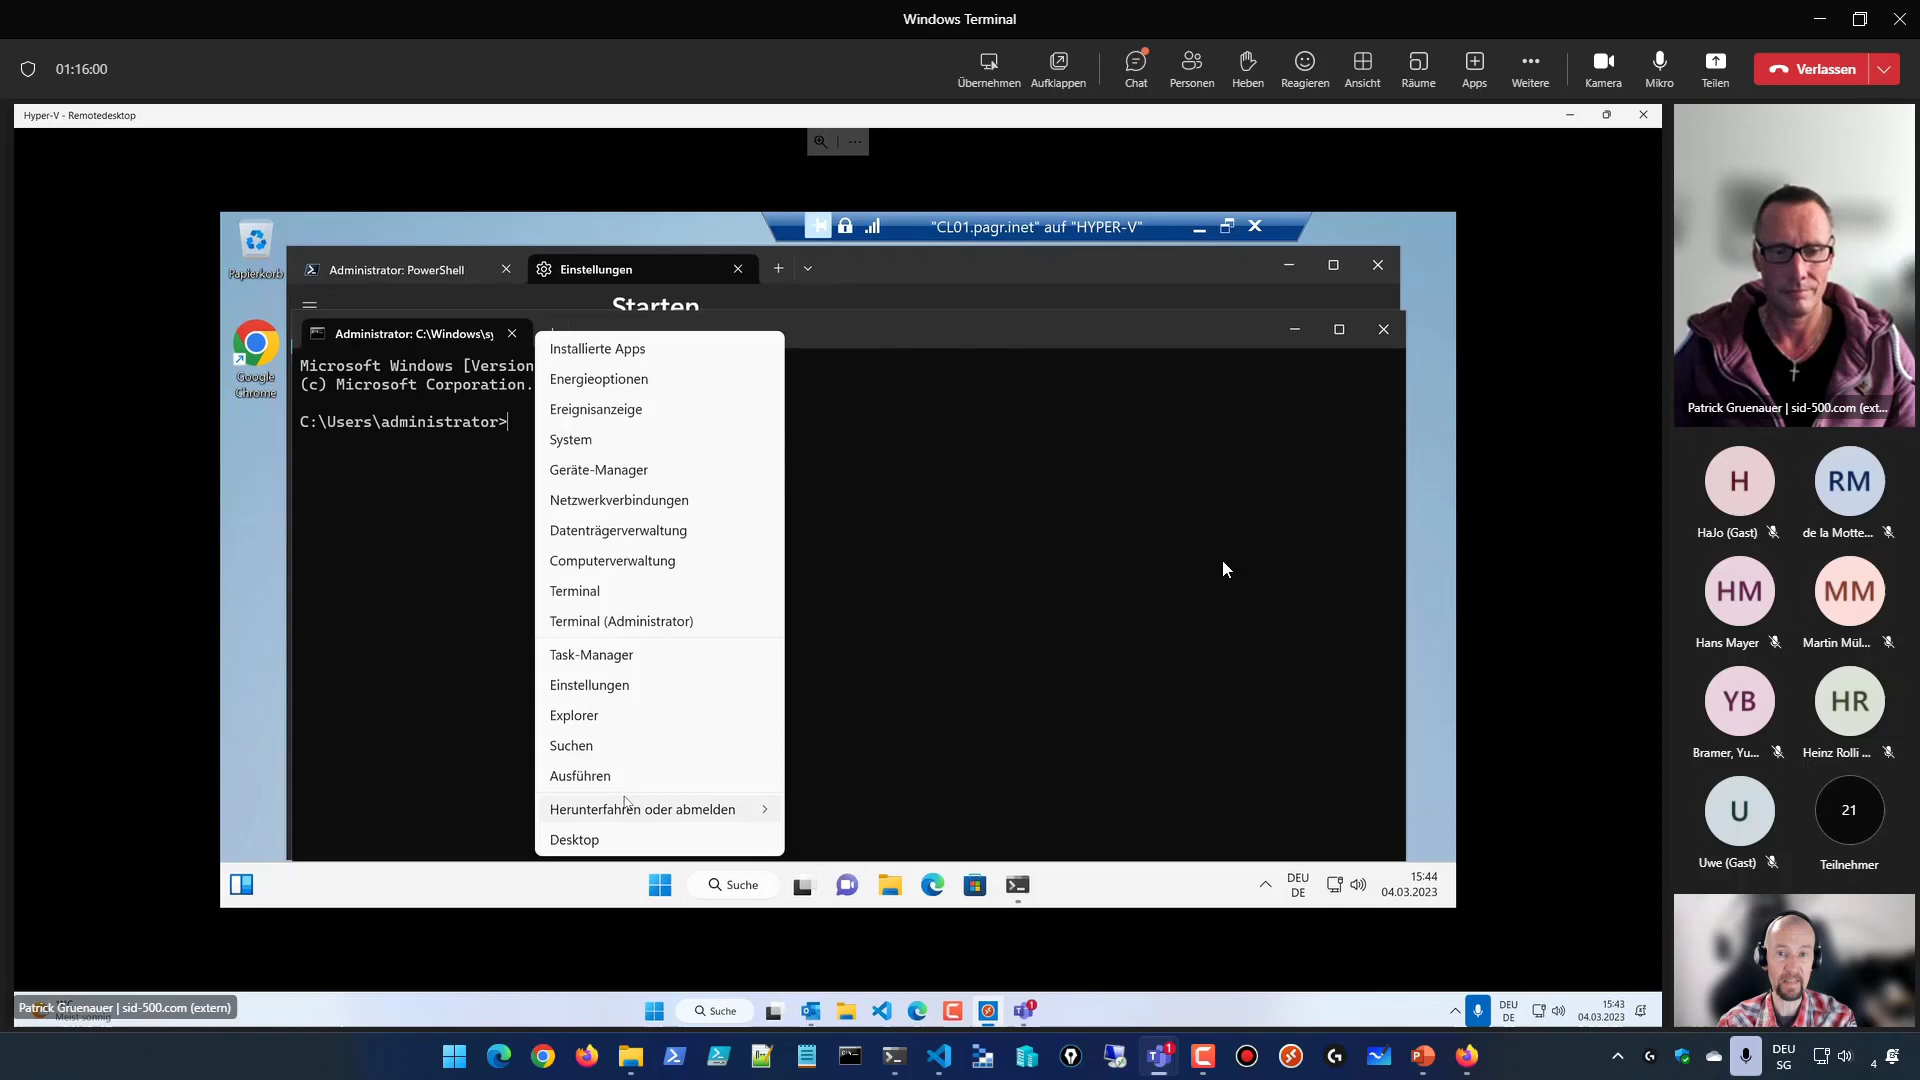 Windows Terminal
01:16:00
Übernehmen
Aufklappen
Chat
Personen
Heben
Reagieren
Ansicht
Räume
Apps
Weitere
Kamera
Mikro
Teilen
Verlassen
Hyper-V - Remotedesktop
"CL01.pagr.inet" auf "HYPER-V"
Papierkorb
Google
Chrome
Administrator: PowerShell
Einstellungen
Starten
Administrator: C:\Windows\sy
Microsoft Windows [Version
(c) Microsoft Corporation.
C:\Users\administrator>
Installierte Apps
Energieoptionen
Ereignisanzeige
System
Geräte-Manager
Netzwerkverbindungen
Datenträgerverwaltung
Computerverwaltung
Terminal
Terminal (Administrator)
Task-Manager
Einstellungen
Explorer
Suchen
Ausführen
Herunterfahren oder abmelden
Desktop
Suche
DEU
DE
15:44
04.03.2023
Patrick Gruenauer | sid-500.com (ext...
H
HaJo (Gast)
RM
de la Motte...
HM
Hans Mayer
MM
Martin Mül...
YB
Bramer, Yu...
HR
Heinz Rolli ...
U
Uwe (Gast)
21
Teilnehmer
Patrick Gruenauer | sid-500.com (extern)
Meist sonnig
Suche
1
DEU
DE
15:43
04.03.2023
1
DEU
SG
4